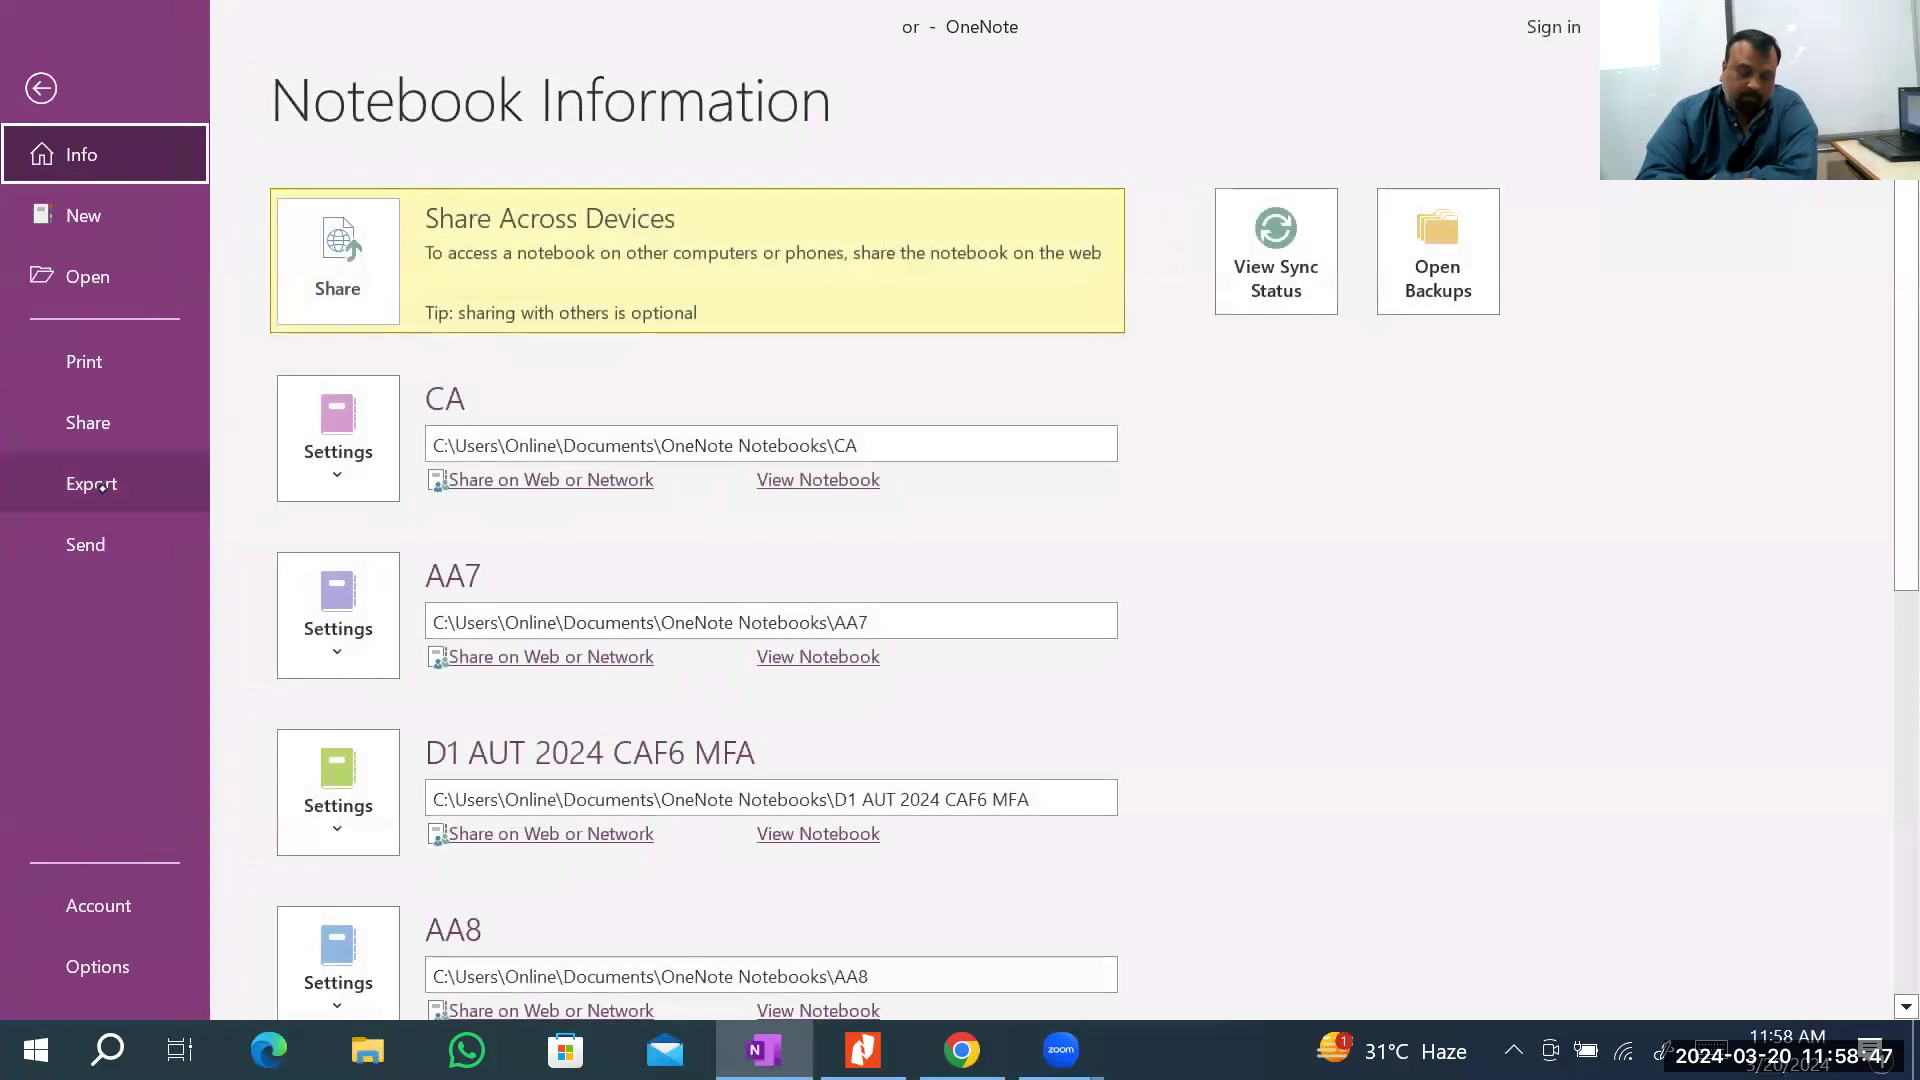 or - OneNote
Sign in
Notebook Information
Info
New
Open
Print
Share
Export
Send
Account
Options
Share
Share Across Devices
To access a notebook on other computers or phones, share the notebook on the web
Tip: sharing with others is optional
View Sync
Status
Open
Backups
Settings
CA
C:\Users\Online\Documents\OneNote Notebooks\CA
Share on Web or Network View Notebook
Settings
AA7
C:\Users\Online\Documents\OneNote Notebooks\AA7
Share on Web or Network View Notebook
Settings
D1 AUT 2024 CAF6 MFA
C:\Users\Online\Documents\OneNote Notebooks\D1 AUT 2024 CAF6 MFA
Share on Web or Network View Notebook
Settings
AA8
C:\Users\Online\Documents\OneNote Notebooks\AA8
Share on Web or Network View Notebook
N
zoom
1
31°C Haze
11:58 AM
2024-03-20 11:58:47
3/20/2024